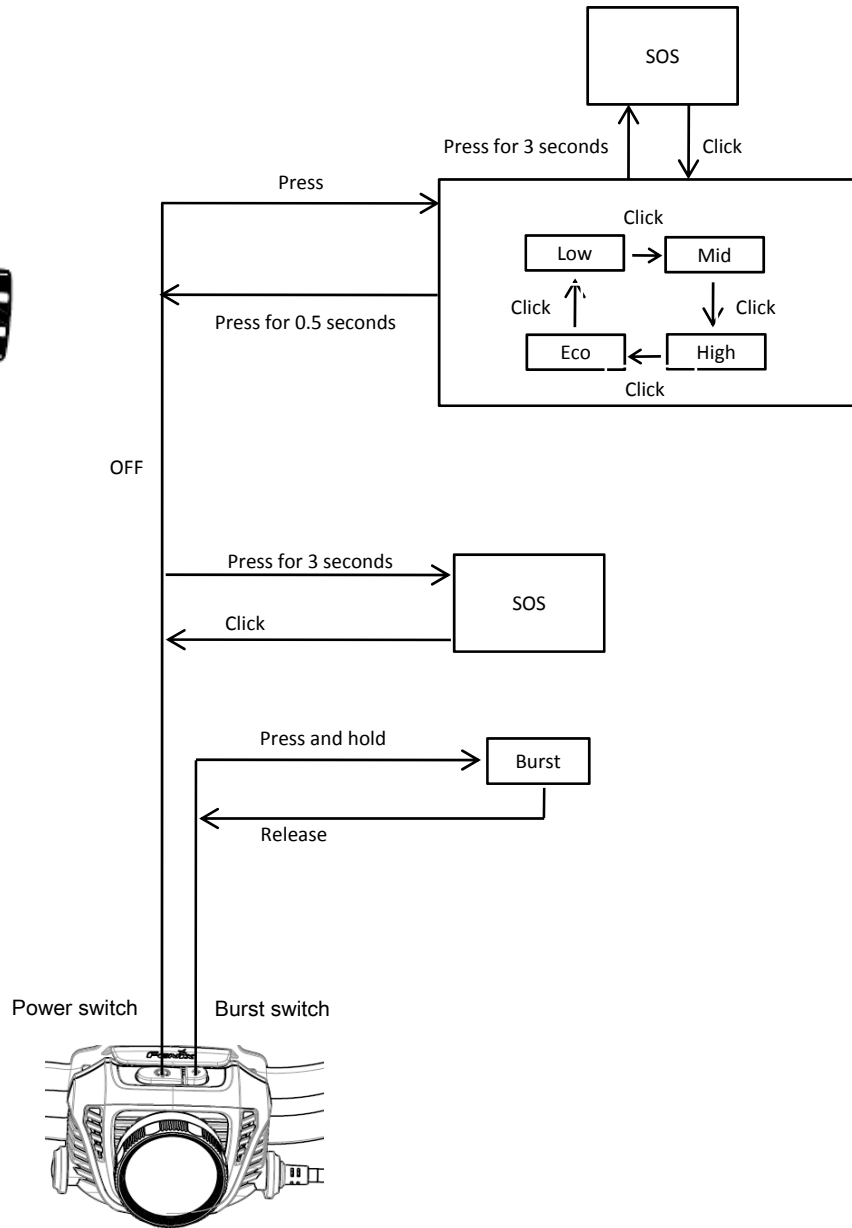 SOS
Press for 3 seconds
Click
Press
Click
Low
Mid
Click
Click
Press for 0.5 seconds
Eco
High
Click
OFF
Press for 3 seconds
SOS
Click
Press and hold
Burst
Release
Power switch
Burst switch
Fenix